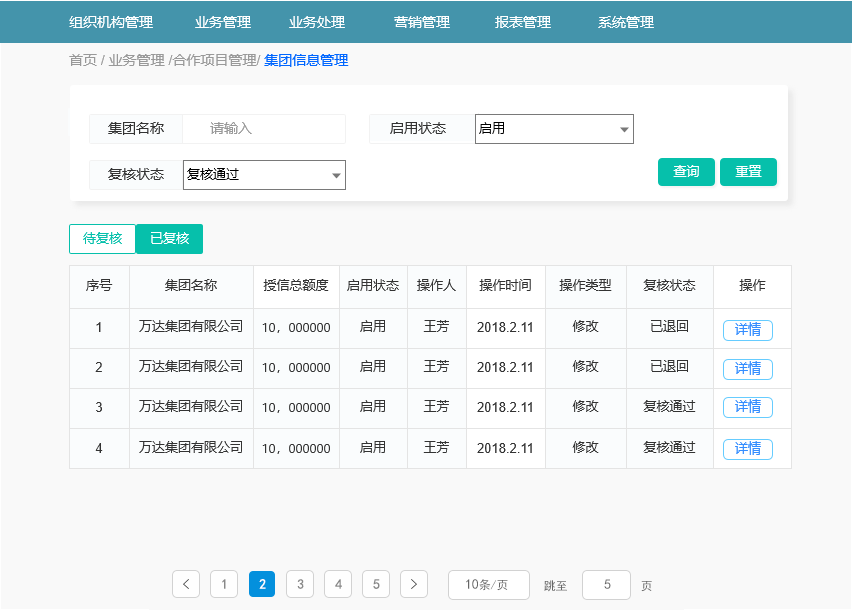 组织机构管理 业务管理 业务处理 营销管理 报表管理 系统管理
首页 / 业务管理 /合作项目管理/ 集团信息管理
集团名称 请输入 启用状态 启用
复核状态 复核通过 查询 重置
待复核 已复核
序号 集团名称 授信总额度 启用状态 操作人 操作时间 操作类型 复核状态 操作
1 万达集团有限公司 10，000000 启用 王芳 2018.2.11 修改 已退回 详情
2 万达集团有限公司 10，000000 启用 王芳 2018.2.11 修改 已退回 详情
3 万达集团有限公司 10，000000 启用 王芳 2018.2.11 修改 复核通过 详情
4 万达集团有限公司 10，000000 启用 王芳 2018.2.11 修改 复核通过 详情
< 1 2 3 4 5 > 10条/页 跳至 5 页